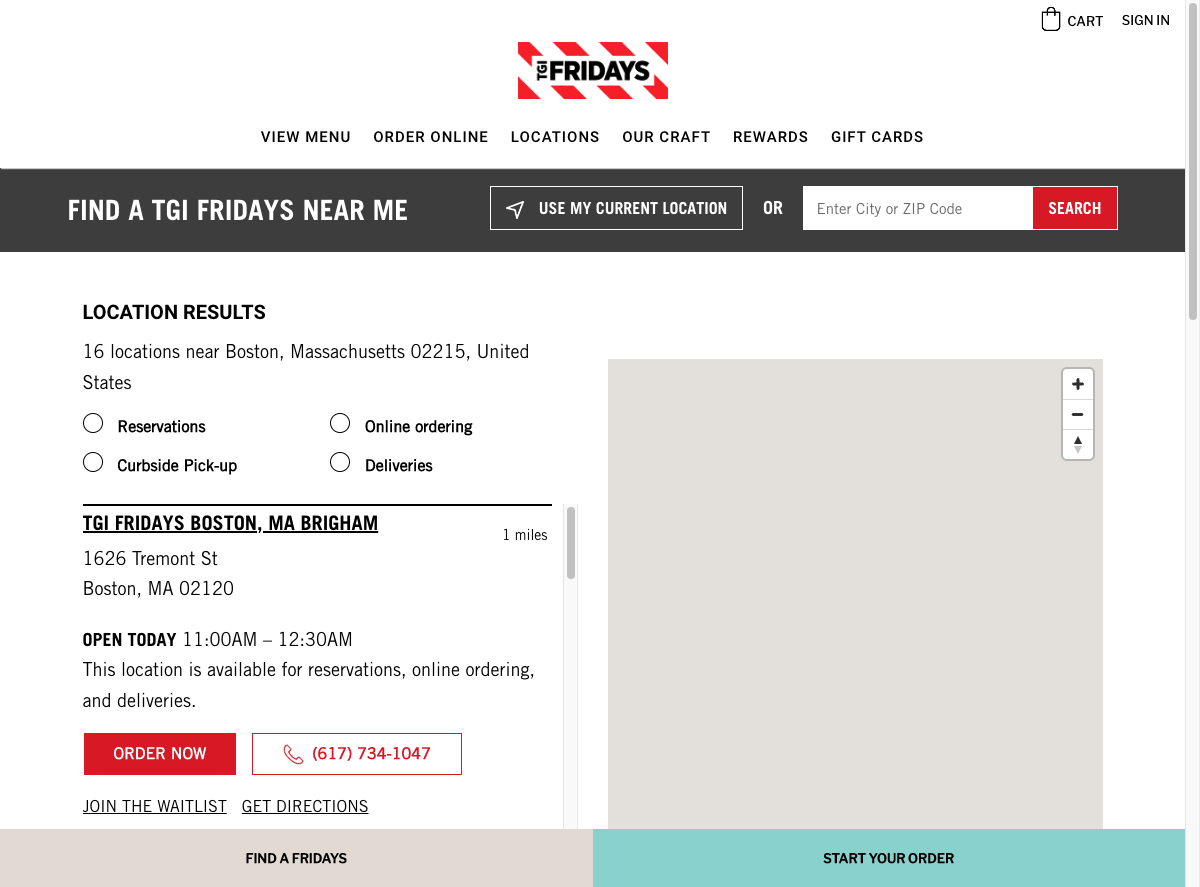 CART SIGN IN
TGI FRIDAYS
VIEW MENU ORDER ONLINE LOCATIONS OUR CRAFT REWARDS GIFT CARDS
FIND A TGI FRIDAYS NEAR ME
USE MY CURRENT LOCATION
OR
Enter City or ZIP Code
SEARCH
LOCATION RESULTS
16 locations near Boston, Massachusetts 02215, United
States
Reservations Online ordering
Curbside Pick-up Deliveries
TGI FRIDAYS BOSTON, MA BRIGHAM
1 miles
1626 Tremont St
Boston, MA 02120
OPEN TODAY 11:00AM – 12:30AM
This location is available for reservations, online ordering,
and deliveries.
ORDER NOW (617) 734-1047
JOIN THE WAITLIST GET DIRECTIONS
FIND A FRIDAYS START YOUR ORDER